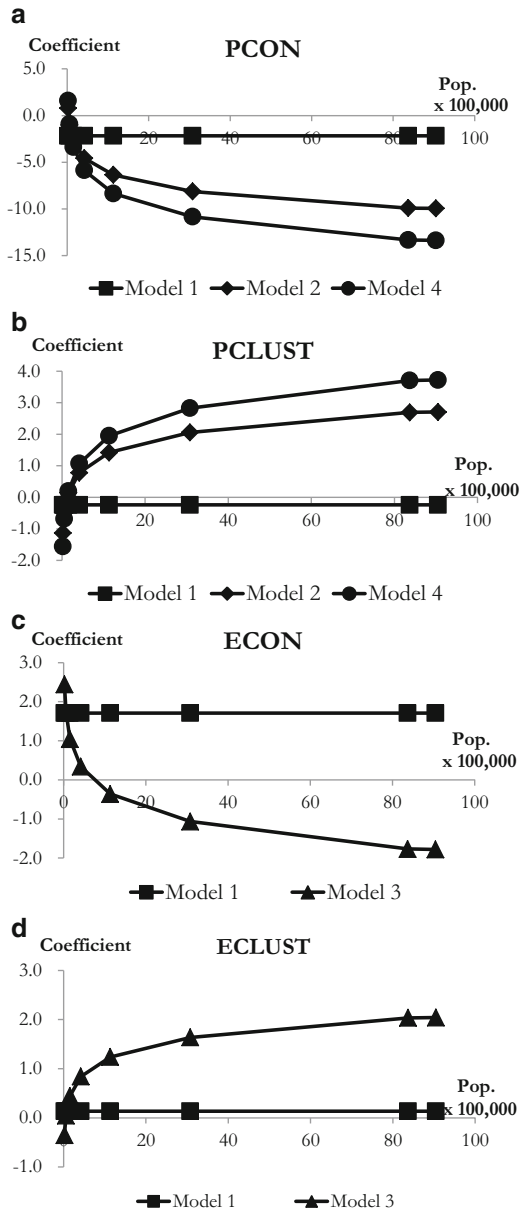 a
Coefficient
PCON
5.0
Pop.
x 100,000
0.0
20 40 60 80 100
-5.0
-10.0
-15.0
Model 1 Model 2 Model 4
b
Coefficient
PCLUST
4.0
3.0
2.0
1.0
Pop.
x 100,000
0.0
20 40 60 80 100
-1.0
-2.0
Model 1 Model 2 Model 4
c
Coefficient
ECON
3.0
2.0
1.0
Pop.
x 100,000
0.0
0 20 40 60 80 100
-1.0
-2.0
Model 1 Model 3
d
Coefficient
ECLUST
3.0
2.0
1.0
Pop.
x 100,000
0.0
0 20 40 60 80 100
-1.0
Model 1 Model 3